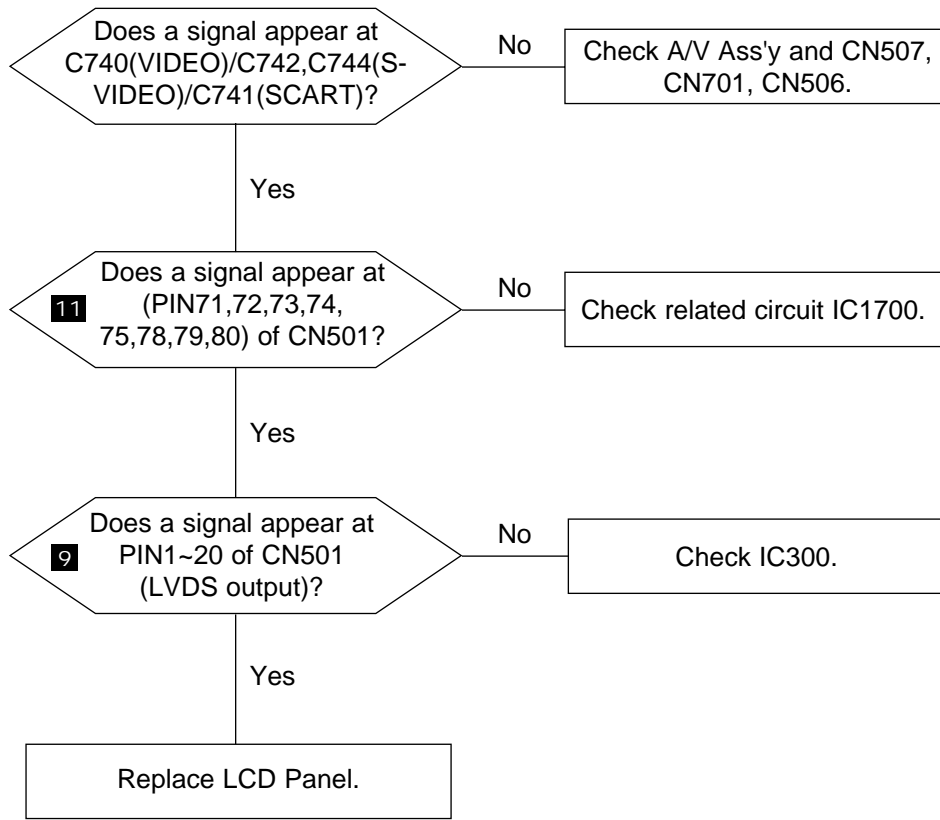 Does a signal appear at
C740(VIDEO)/C742,C744(S-
VIDEO)/C741(SCART)?
No
Check A/V Ass'y and CN507,
CN701, CN506.
Yes
11
Does a signal appear at
(PIN71,72,73,74,
75,78,79,80) of CN501?
No
Check related circuit IC1700.
Yes
9
Does a signal appear at
PIN1~20 of CN501
(LVDS output)?
No
Check IC300.
Yes
Replace LCD Panel.